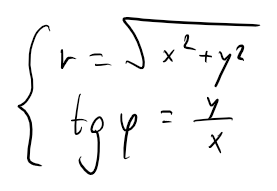 r = √(x² + y²)
tg φ = y/x